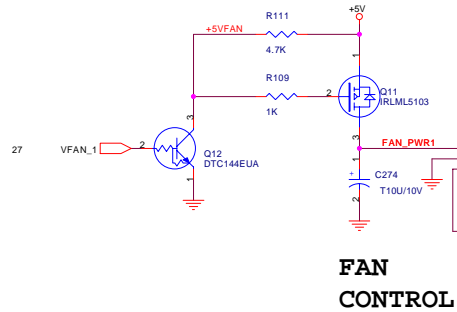 R111
+5V
+5VFAN
4.7K
1
R109
Q11
2
IRLML5103
1K
3
3
27
VFAN_1
2
FAN_PWR1
Q12
DTC144EUA
1
1
+
C274
T10U/10V
2
FAN
CONTROL